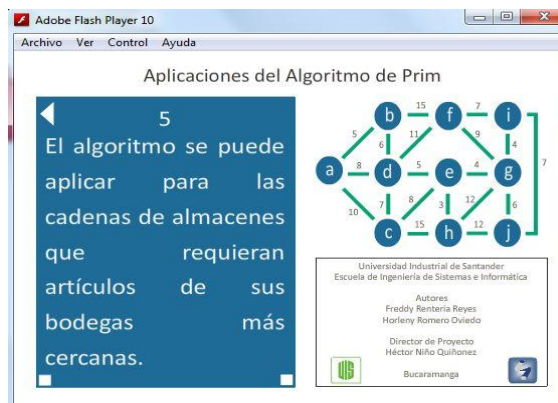 Adobe Flash Player 10
Archivo Ver Control Ayuda
Aplicaciones del Algoritmo de Prim
5
El algoritmo se puede
aplicar para las
cadenas de almacenes
que requieran
artículos de sus
bodegas más
cercanas.
b 15 f 7 i
5 6 11 9 4
a 8 d 5 e 4 g 7
10 7 8 3 12 6
c 15 h 12 j
Universidad Industrial de Santander
Escuela de Ingeniería de Sistemas e Informática
Autores
Freddy Rentería Reyes
Horleny Romero Oviedo
Director de Proyecto
Héctor Niño Quiñonez
Bucaramanga
UIS